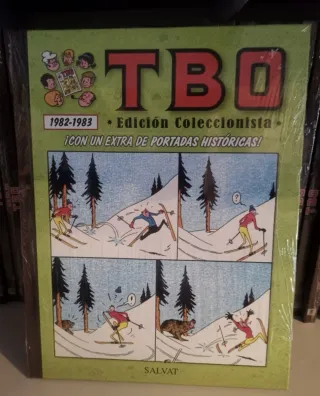 TBO
1982-1983
• Edición Coleccionista •
¡CON UN EXTRA DE PORTADAS HISTÓRICAS!
?
?
SALVAT